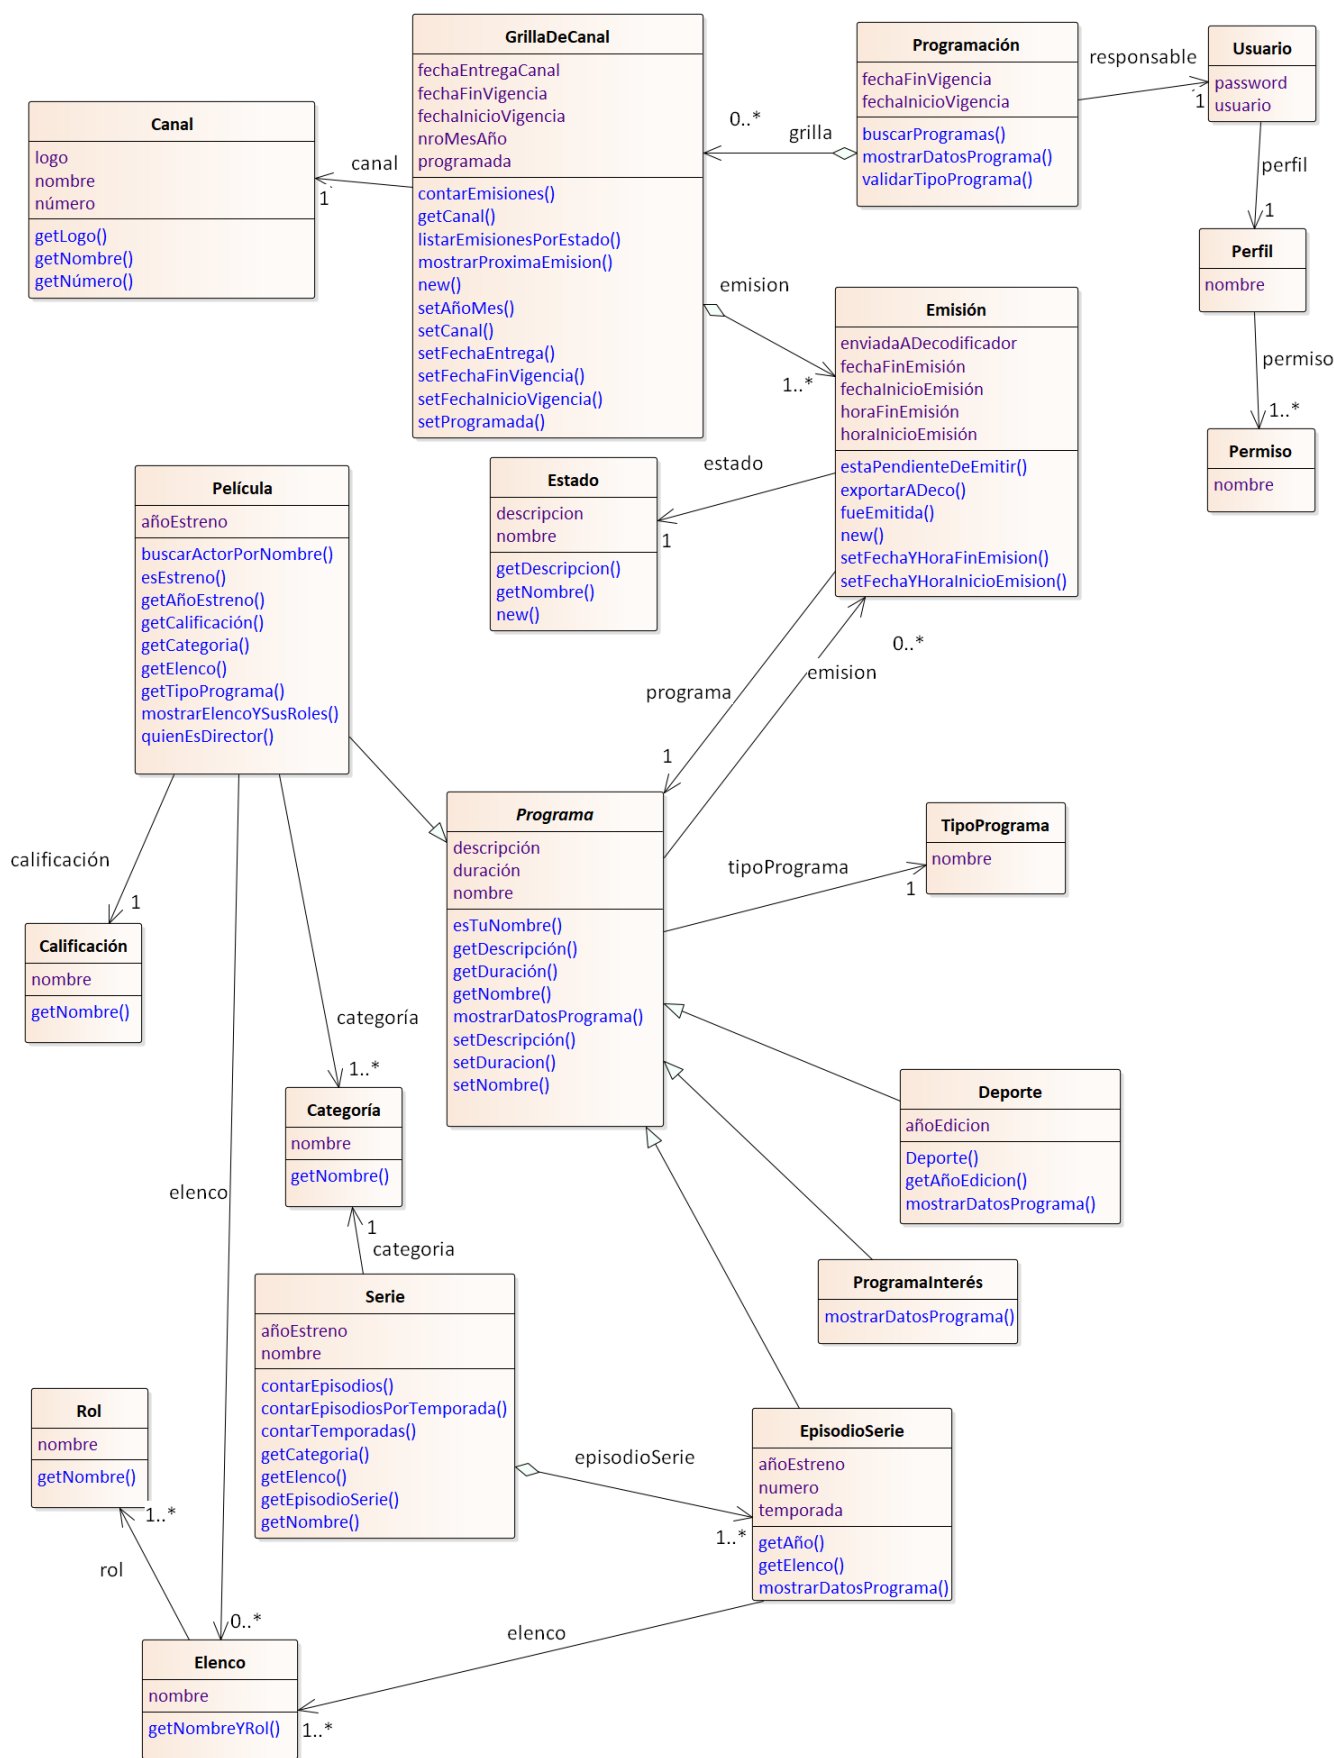 GrillaDeCanal
fechaEntregaCanal
fechaFinVigencia
fechaInicioVigencia
nroMesAño
programada
contarEmisiones()
getCanal()
listarEmisionesPorEstado()
mostrarProximaEmision()
new()
setAñoMes()
setCanal()
setFechaEntrega()
setFechaFinVigencia()
setFechaInicioVigencia()
setProgramada()
Programación
fechaFinVigencia
fechaInicioVigencia
buscarProgramas()
mostrarDatosPrograma()
validarTipoPrograma()
responsable
1
Usuario
password
usuario
0..*
grilla
Canal
logo
nombre
número
getLogo()
getNombre()
getNúmero()
canal
1
perfil
1
Perfil
nombre
permiso
1..*
Permiso
nombre
emision
1..*
Emisión
enviadaADecodificador
fechaFinEmisión
fechaInicioEmisión
horaFinEmisión
horaInicioEmisión
estaPendienteDeEmitir()
exportarADeco()
fueEmitida()
new()
setFechaYHoraFinEmision()
setFechaYHoraInicioEmision()
estado
1
Estado
descripcion
nombre
getDescripcion()
getNombre()
new()
Película
añoEstreno
buscarActorPorNombre()
esEstreno()
getAñoEstreno()
getCalificación()
getCategoria()
getElenco()
getTipoPrograma()
mostrarElencoYSusRoles()
quienEsDirector()
0..*
emision
programa
1
Programa
descripción
duración
nombre
esTuNombre()
getDescripción()
getDuración()
getNombre()
mostrarDatosPrograma()
setDescripción()
setDuracion()
setNombre()
tipoPrograma
1
TipoPrograma
nombre
calificación
1
Calificación
nombre
getNombre()
categoría
1..*
Categoría
nombre
getNombre()
1
categoria
elenco
Deporte
añoEdicion
Deporte()
getAñoEdicion()
mostrarDatosPrograma()
ProgramaInterés
mostrarDatosPrograma()
Serie
añoEstreno
nombre
contarEpisodios()
contarEpisodiosPorTemporada()
contarTemporadas()
getCategoria()
getElenco()
getEpisodioSerie()
getNombre()
episodioSerie
1..*
EpisodioSerie
añoEstreno
numero
temporada
getAño()
getElenco()
mostrarDatosPrograma()
Rol
nombre
getNombre()
1..*
rol
0..*
elenco
Elenco
nombre
getNombreYRol()
1..*